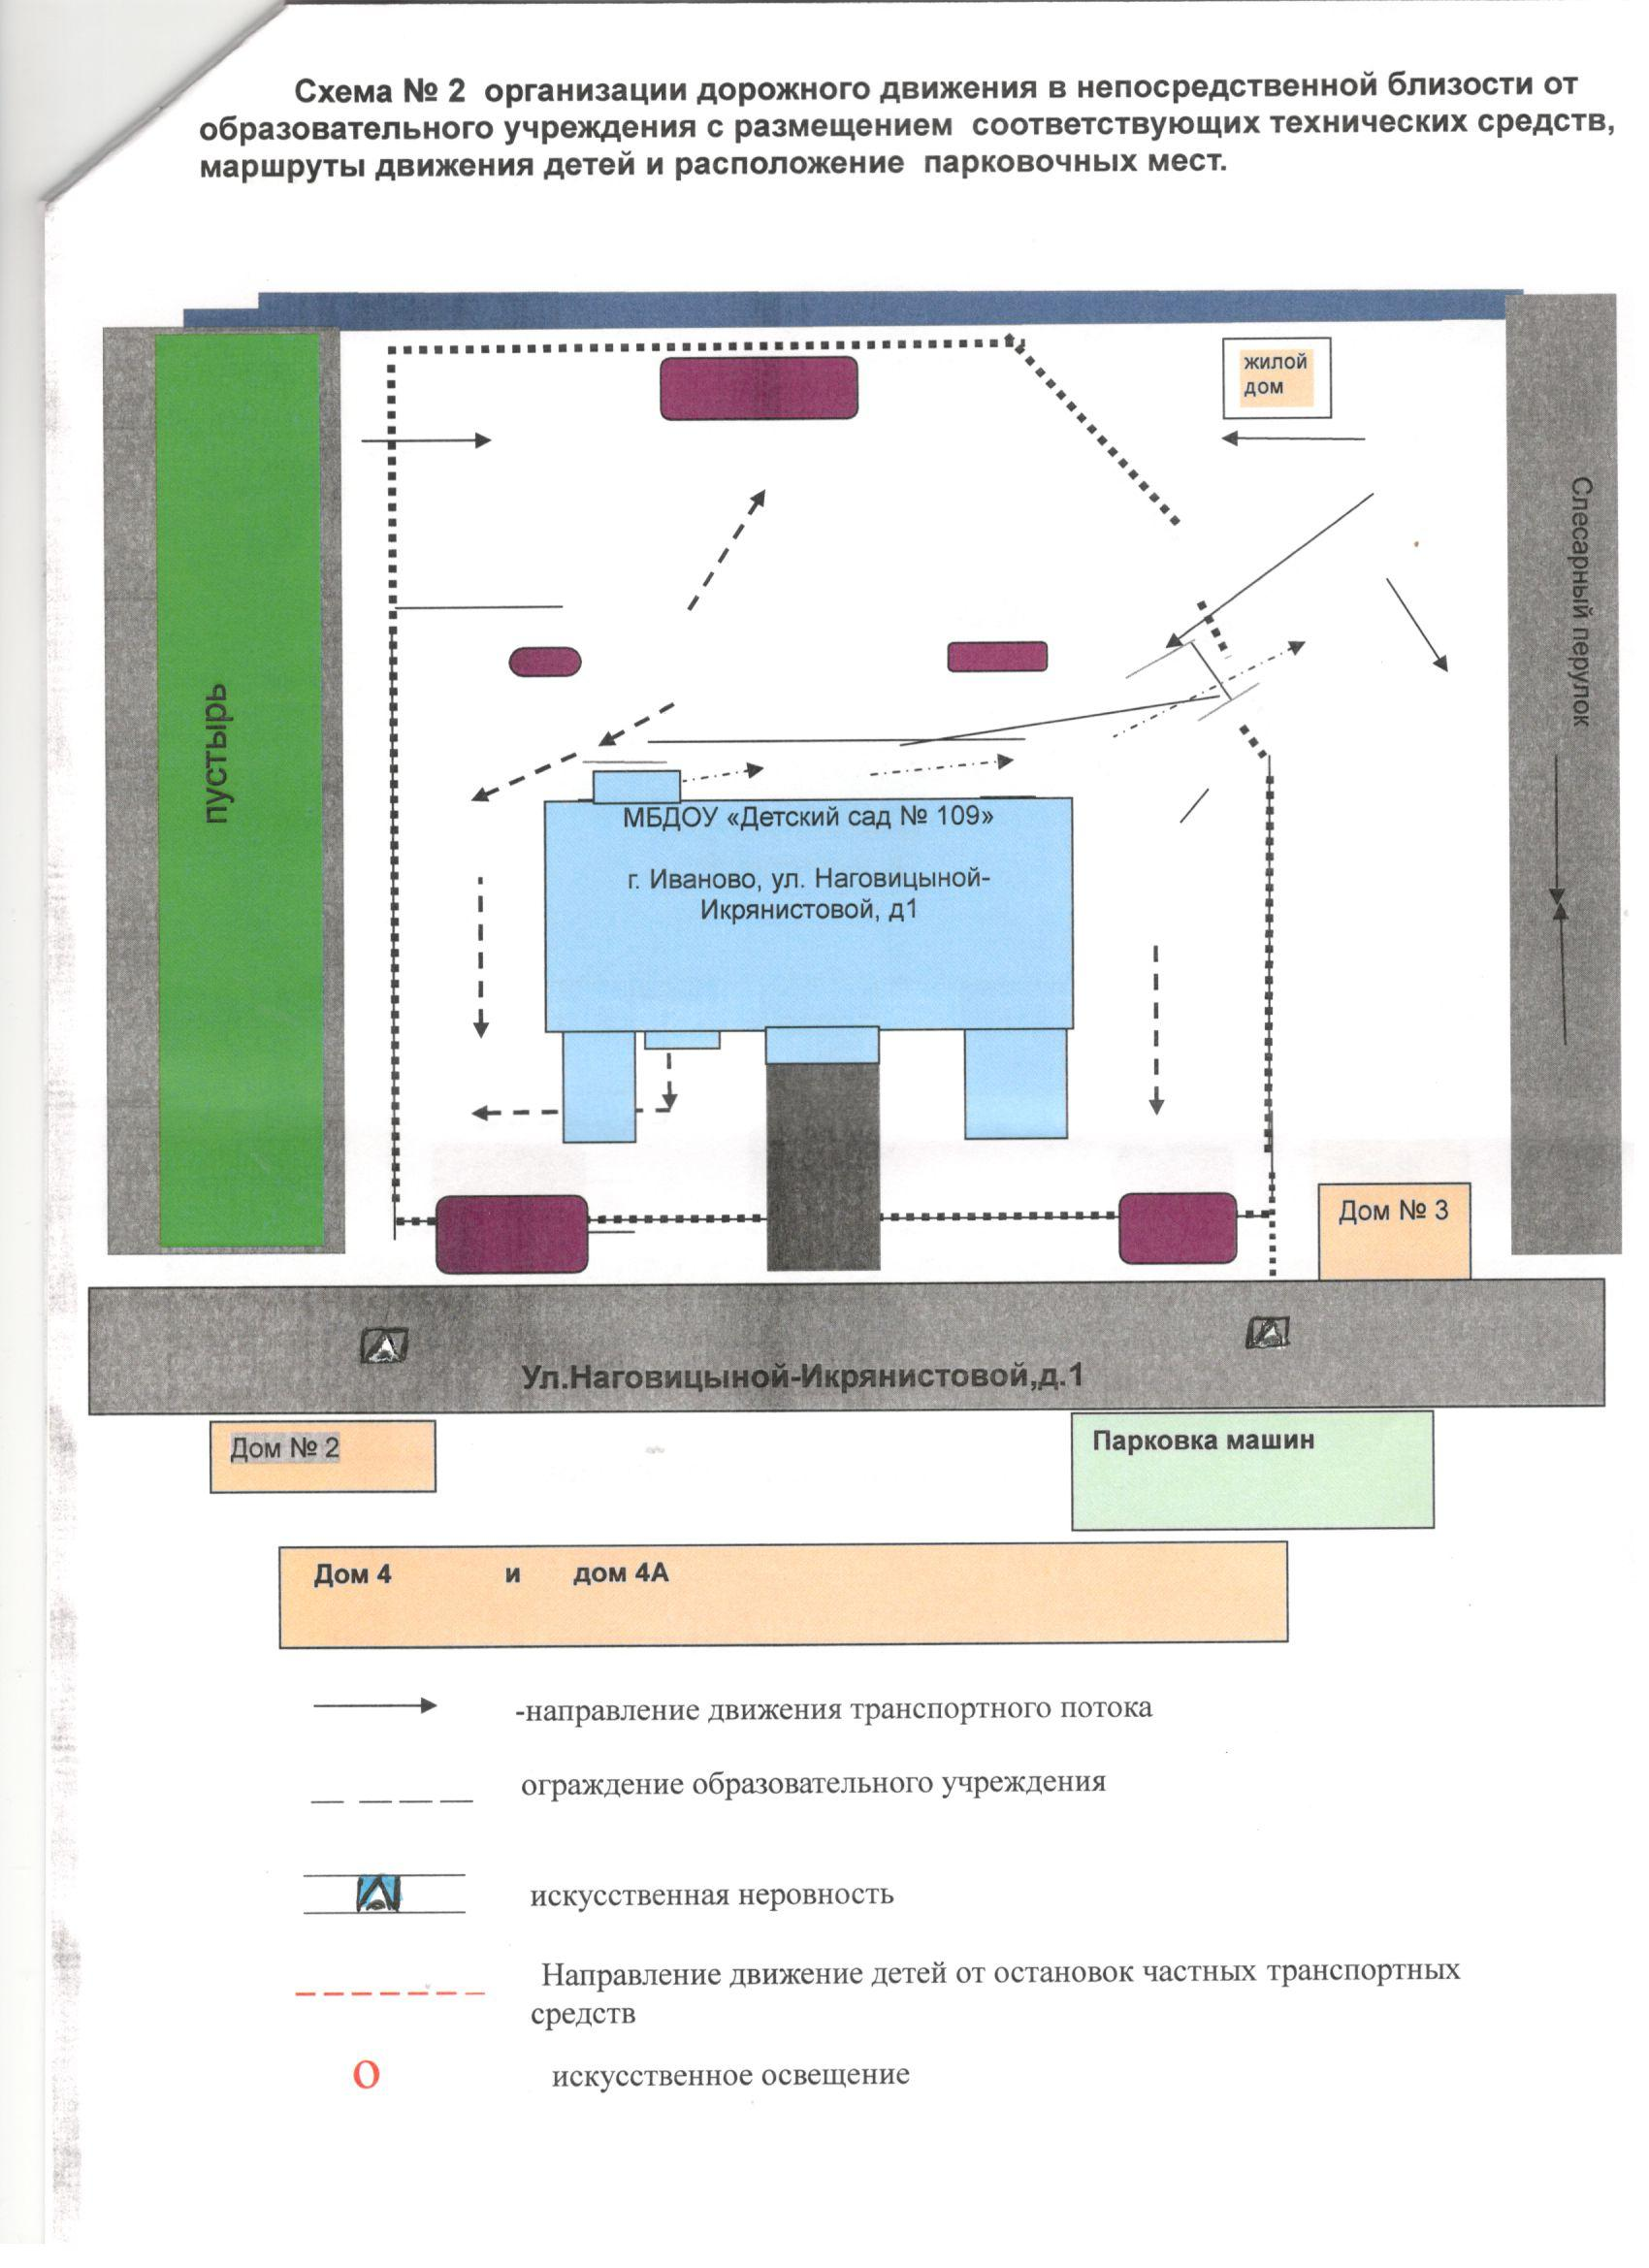 Схема № 2 организации дорожного движения в непосредственной близости от
образовательного учреждения с размещением соответствующих технических средств,
маршруты движения детей и расположение парковочных мест.
жилой
дом
Слесарный перулок
пустырь
МБДОУ «Детский сад № 109»
г. Иваново, ул. Наговицыной-
Икрянистовой, д1
Дом № 3
Ул.Наговицыной-Икрянистовой,д.1
Дом № 2
Парковка машин
Дом 4 и дом 4А
-направление движения транспортного потока
ограждение образовательного учреждения
искусственная неровность
Направление движение детей от остановок частных транспортных
средств
О искусственное освещение